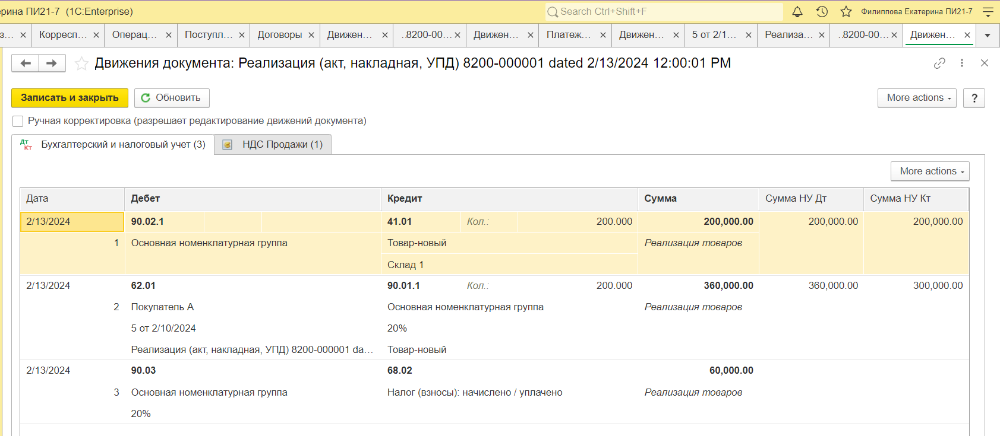 рина ПИ21-7 (1C:Enterprise)
Search Ctrl+Shift+F
Филиппова Екатерина ПИ21-7
з...
Корресп...
Операц...
Поступл...
Договоры
Движен...
..8200-00...
Движен...
Платеж...
Движен...
5 от 2/1...
Реализа...
.8200-00...
Движен...
Движения документа: Реализация (акт, накладная, УПД) 8200-000001 dated 2/13/2024 12:00:01 PM
Записать и закрыть
Обновить
More actions
?
Ручная корректировка (разрешает редактирование движений документа)
Дт Кт Бухгалтерский и налоговый учет (3)
НДС Продажи (1)
More actions
Дата Дебет Кредит Сумма Сумма НУ Дт Сумма НУ Кт
2/13/2024 90.02.1 41.01 Кол.: 200.000 200,000.00 200,000.00 200,000.00
1 Основная номенклатурная группа Товар-новый Реализация товаров
Склад 1
2/13/2024 62.01 90.01.1 Кол.: 200.000 360,000.00 360,000.00 300,000.00
2 Покупатель А Основная номенклатурная группа Реализация товаров
5 от 2/10/2024 20%
Реализация (акт, накладная, УПД) 8200-000001 da... Товар-новый
2/13/2024 90.03 68.02 60,000.00
3 Основная номенклатурная группа Налог (взносы): начислено / уплачено Реализация товаров
20%